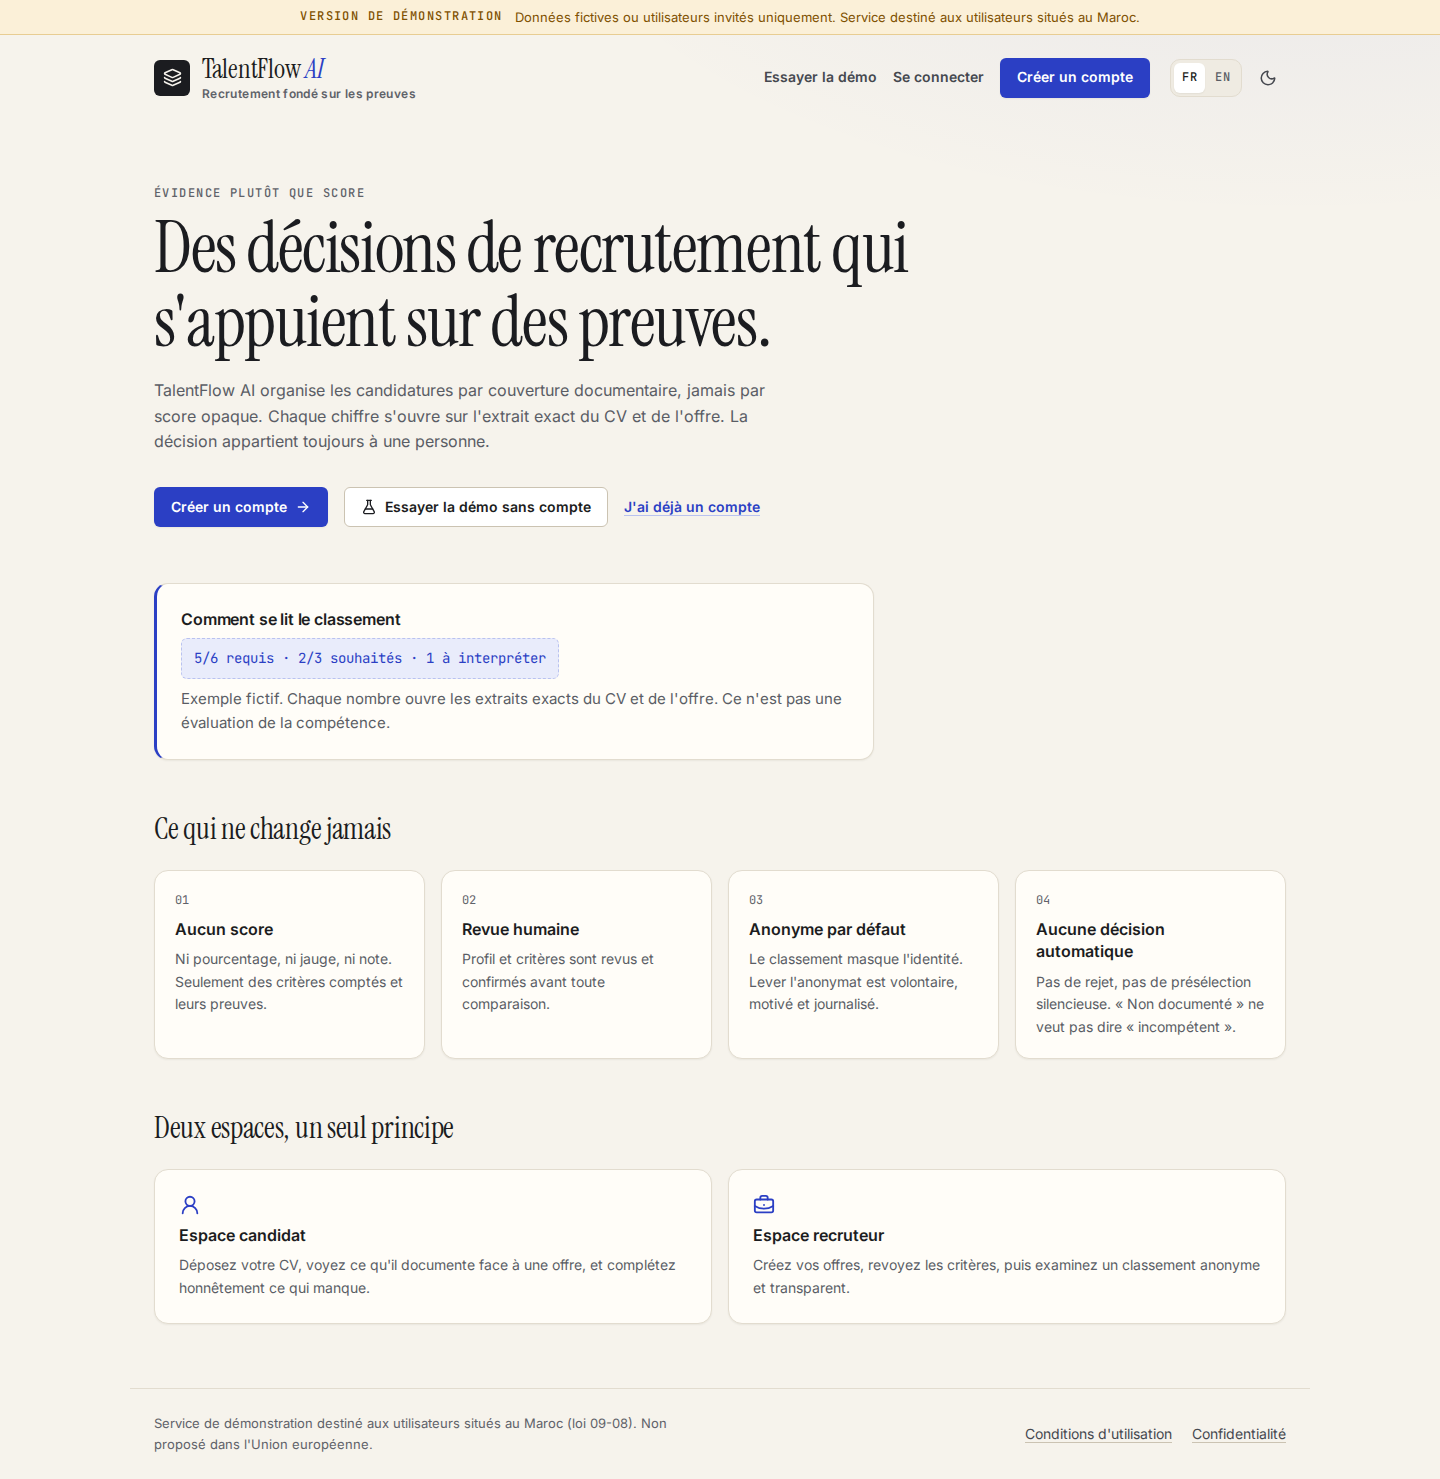 VERSION DE DÉMONSTRATION Données fictives ou utilisateurs invités uniquement. Service destiné aux utilisateurs situés au Maroc.
TalentFlow AI
Recrutement fondé sur les preuves
Essayer la démo Se connecter Créer un compte FR EN
ÉVIDENCE PLUTÔT QUE SCORE
Des décisions de recrutement qui
s'appuient sur des preuves.
TalentFlow AI organise les candidatures par couverture documentaire, jamais par
score opaque. Chaque chiffre s'ouvre sur l'extrait exact du CV et de l'offre. La
décision appartient toujours à une personne.
Créer un compte → Essayer la démo sans compte J'ai déjà un compte
Comment se lit le classement
5/6 requis · 2/3 souhaités · 1 à interpréter
Exemple fictif. Chaque nombre ouvre les extraits exacts du CV et de l'offre. Ce n'est pas une
évaluation de la compétence.
Ce qui ne change jamais
01
Aucun score
Ni pourcentage, ni jauge, ni note.
Seulement des critères comptés et
leurs preuves.
02
Revue humaine
Profil et critères sont revus et
confirmés avant toute
comparaison.
03
Anonyme par défaut
Le classement masque l'identité.
Lever l'anonymat est volontaire,
motivé et journalisé.
04
Aucune décision
automatique
Pas de rejet, pas de présélection
silencieuse. « Non documenté » ne
veut pas dire « incompétent ».
Deux espaces, un seul principe
Espace candidat
Déposez votre CV, voyez ce qu'il documente face à une offre, et complétez
honnêtement ce qui manque.
Espace recruteur
Créez vos offres, revoyez les critères, puis examinez un classement anonyme
et transparent.
Service de démonstration destiné aux utilisateurs situés au Maroc (loi 09-08). Non
proposé dans l'Union européenne.
Conditions d'utilisation Confidentialité